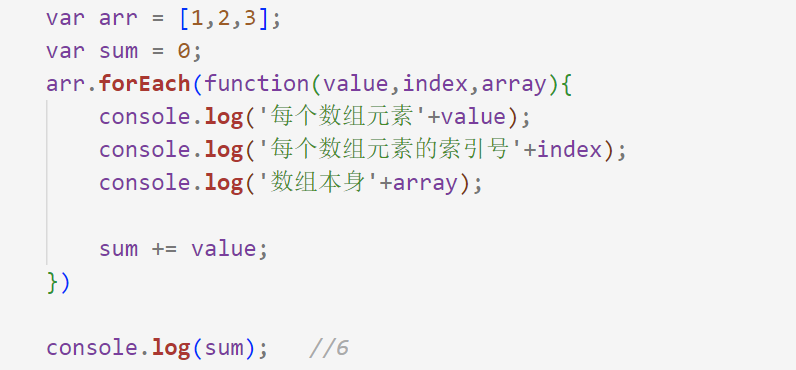 var arr = [1,2,3];
var sum = 0;
arr.forEach(function(value,index,array){
    console.log('每个数组元素'+value);
    console.log('每个数组元素的索引号'+index);
    console.log('数组本身'+array);
    sum += value;
})
console.log(sum);   //6